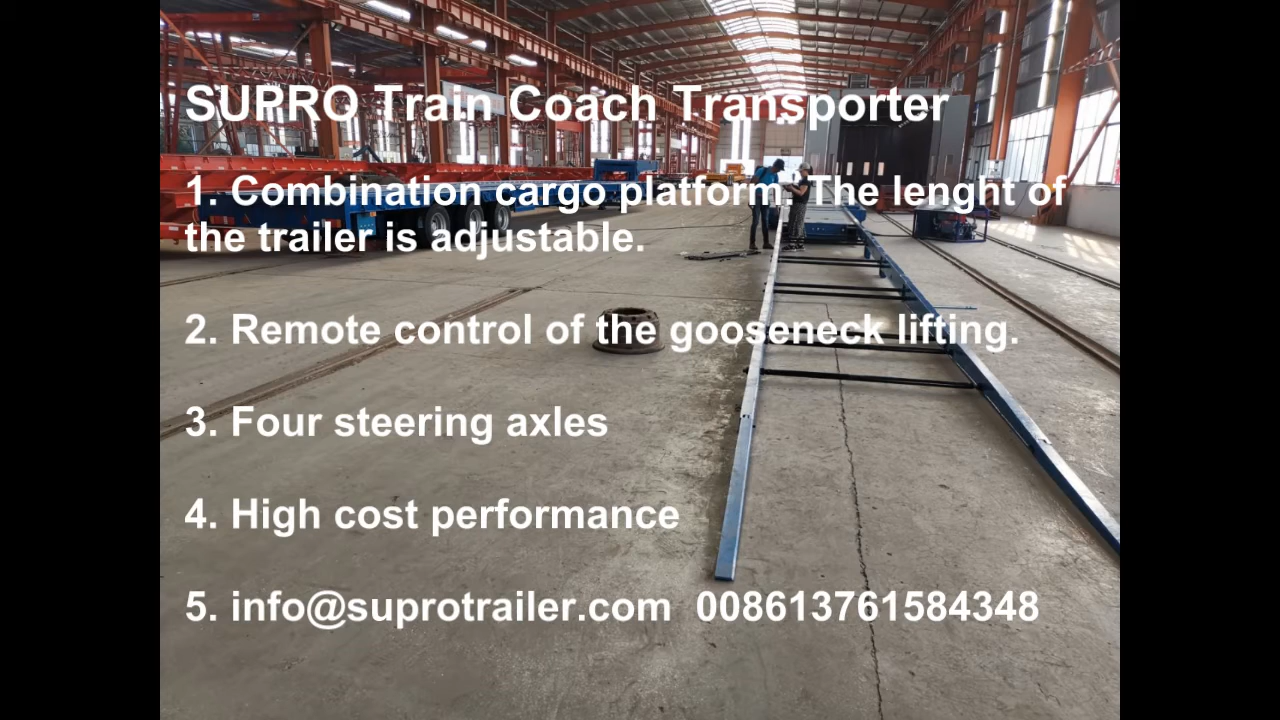 SUPRO Train Coach Transporter
1. Combination cargo platform. The lenght of
the trailer is adjustable.
2. Remote control of the gooseneck lifting.
3. Four steering axles
4. High cost performance
5. info@suprotrailer.com 008613761584348